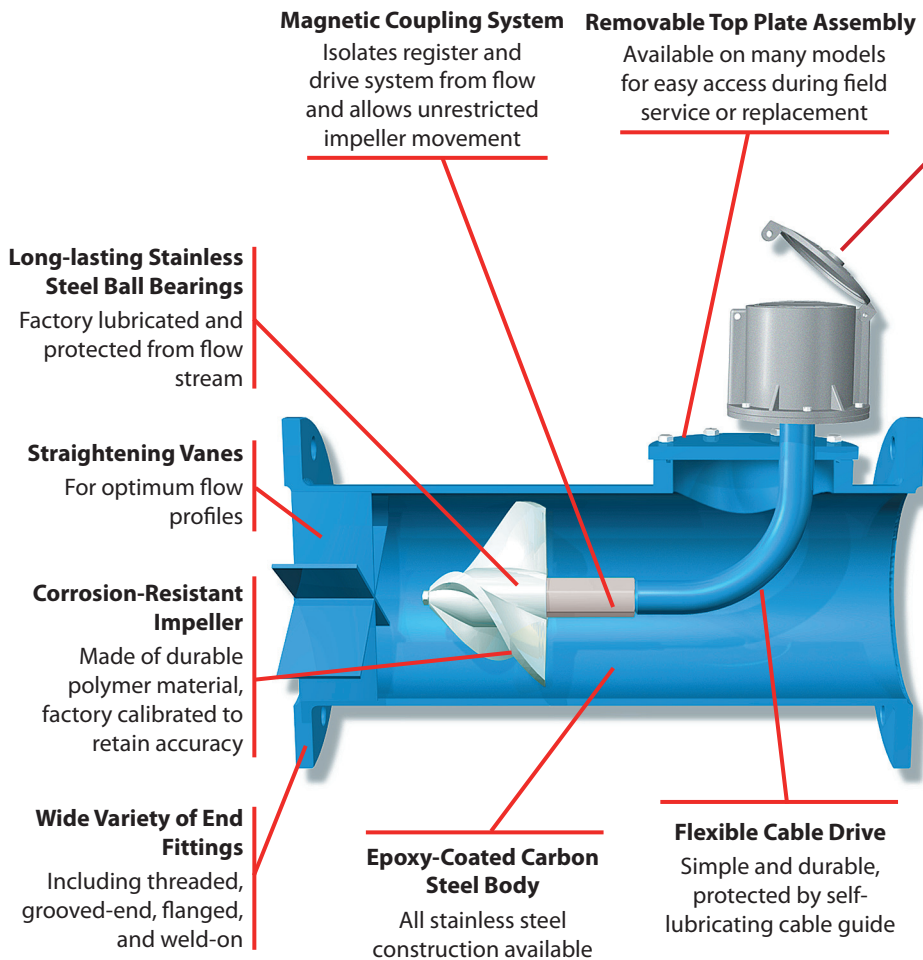 Magnetic Coupling System
Isolates register and
drive system from flow
and allows unrestricted
impeller movement
Removable Top Plate Assembly
Available on many models
for easy access during field
service or replacement
Long-lasting Stainless
Steel Ball Bearings
Factory lubricated and
protected from flow
stream
Straightening Vanes
For optimum flow
profiles
Corrosion-Resistant
Impeller
Made of durable
polymer material,
factory calibrated to
retain accuracy
Wide Variety of End
Fittings
Including threaded,
grooved-end, flanged,
and weld-on
Epoxy-Coated Carbon
Steel Body
All stainless steel
construction available
Flexible Cable Drive
Simple and durable,
protected by self-
lubricating cable guide